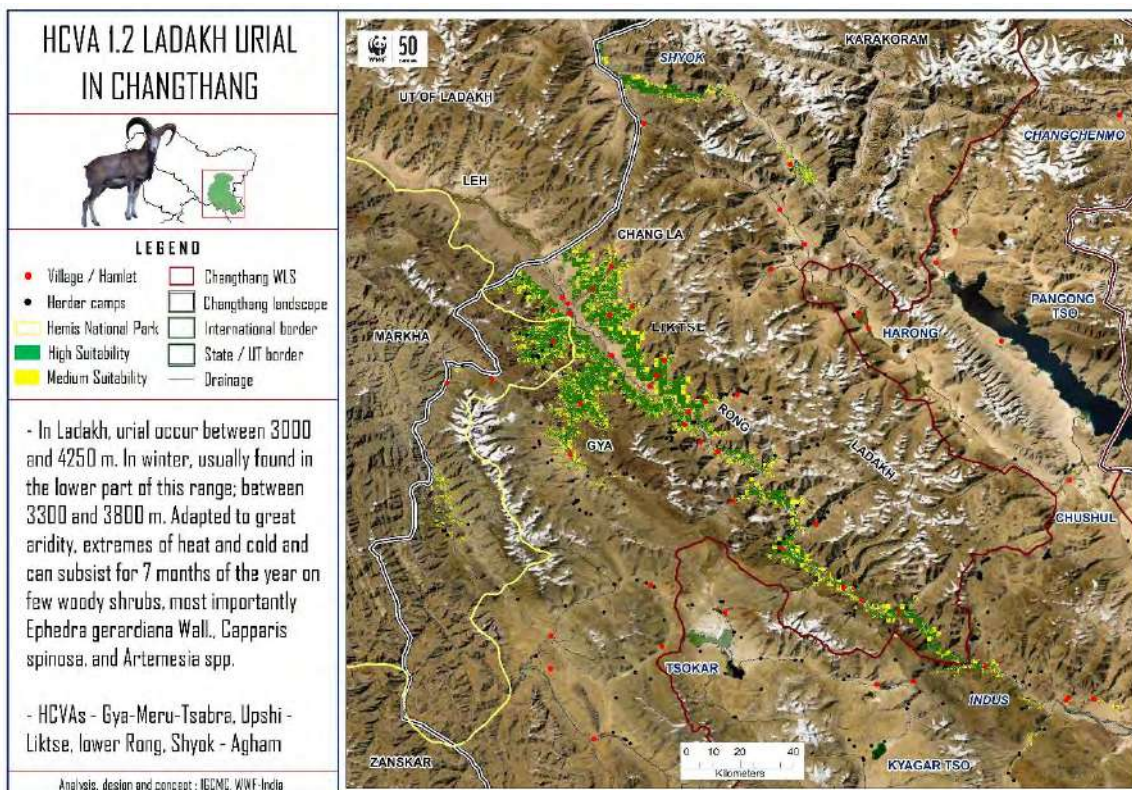 HCVA 1.2 LADAKH URIAL
IN CHANGTHANG
LEGEND
Village / Hamlet
Herder camps
Hemis National Park
High Suitability
Medium Suitability
Changthang WLS
Changthang landscape
International border
State / UT border
Drainage
- In Ladakh, urial occur between 3000
and 4250 m. In winter, usually found in
the lower part of this range; between
3300 and 3800 m. Adapted to great
aridity, extremes of heat and cold and
can subsist for 7 months of the year on
few woody shrubs, most importantly
Ephedra gerardiana Wall., Capparis
spinosa, and Artemesia spp.
- HCVAs - Gya-Meru-Tsabra, Upshi -
Liktse, lower Rong, Shyok - Agham
Analysis, design and concept : IGCMC, WWF-India
WWF
50
N
KARAKORAM
SHYOK
UT OF LADAKH
CHANGCHENMO
LEH
CHANG LA
PANGONG
TSO
MARKHA
LIKTSE
HARONG
RONG
GYA
LADAKH
CHUSHUL
TSOKAR
INDUS
ZANSKAR
KYAGAR TSO
0 20 40
Kilometers